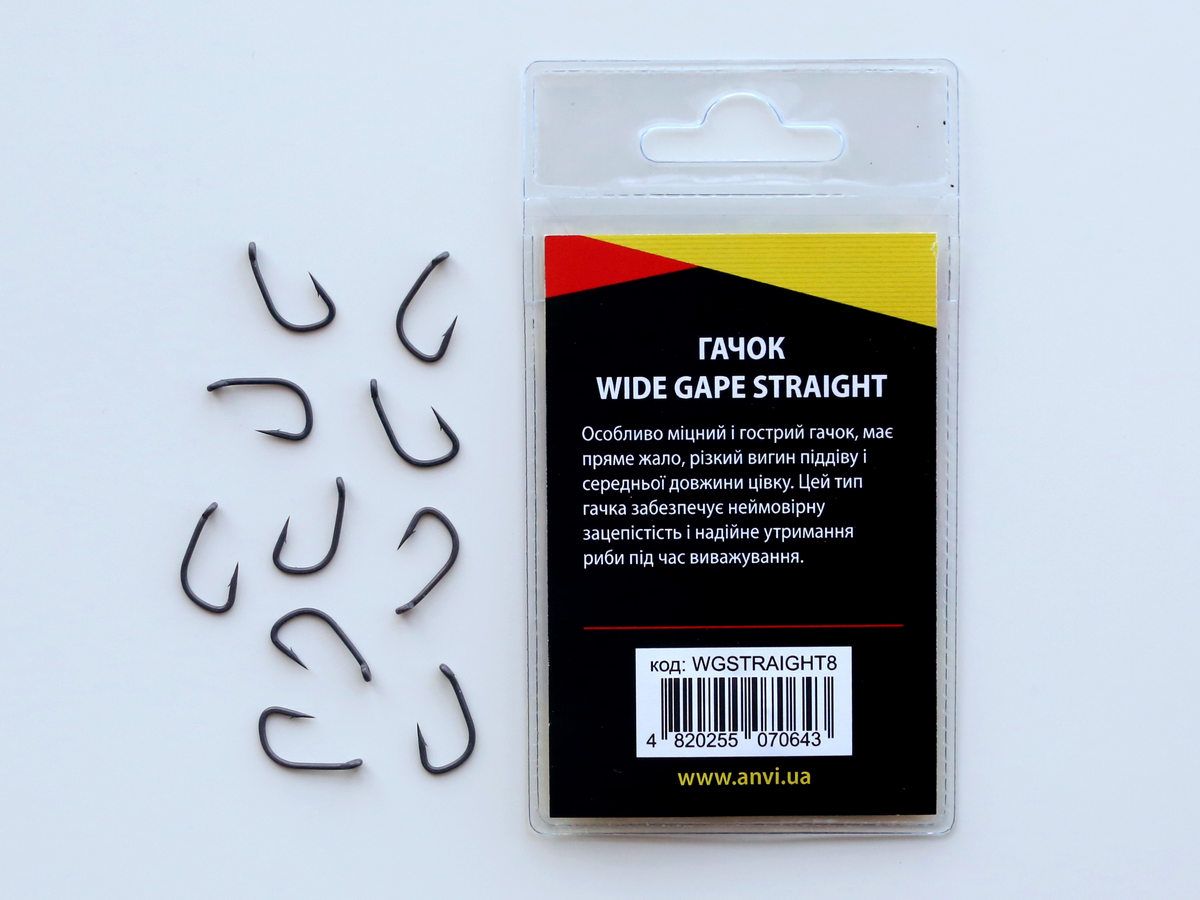 ГАЧОК
WIDE GAPE STRAIGHT
Особливо міцний і гострий гачок, має
пряме жало, різкий вигин піддіву і
середньої довжини цівку. Цей тип
гачка забезпечує неймовірну
зацепістість і надійне утримання
риби під час виважування.
код: WGSTRAIGHT8
4 820255 070643
www.anvi.ua